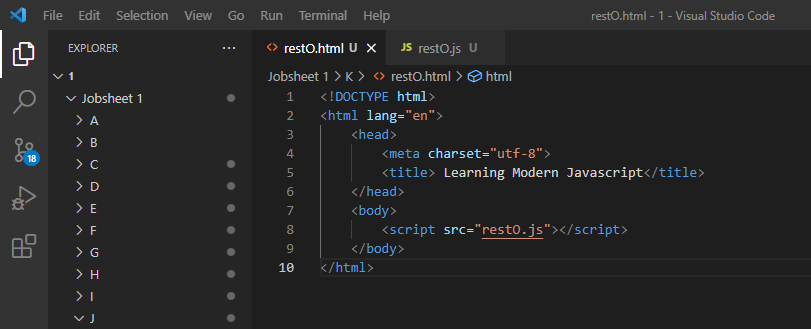 File Edit Selection View Go Run Terminal Help restO.html - 1 - Visual Studio Code
EXPLORER ···
restO.html U
JS restO.js U
1
Jobsheet 1
A
B
C
D
E
F
G
H
I
J
18
Jobsheet 1 > K > restO.html > html
1 <!DOCTYPE html>
2 <html lang="en">
3 <head>
4 <meta charset="utf-8">
5 <title> Learning Modern Javascript</title>
6 </head>
7 <body>
8 <script src="restO.js"></script>
9 </body>
10 </html>